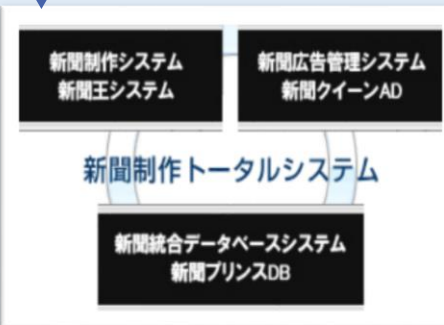 新聞制作システム
新聞王システム
新聞広告管理システム
新聞クイーンAD
新聞制作トータルシステム
新聞統合データベースシステム
新聞プリンスDB